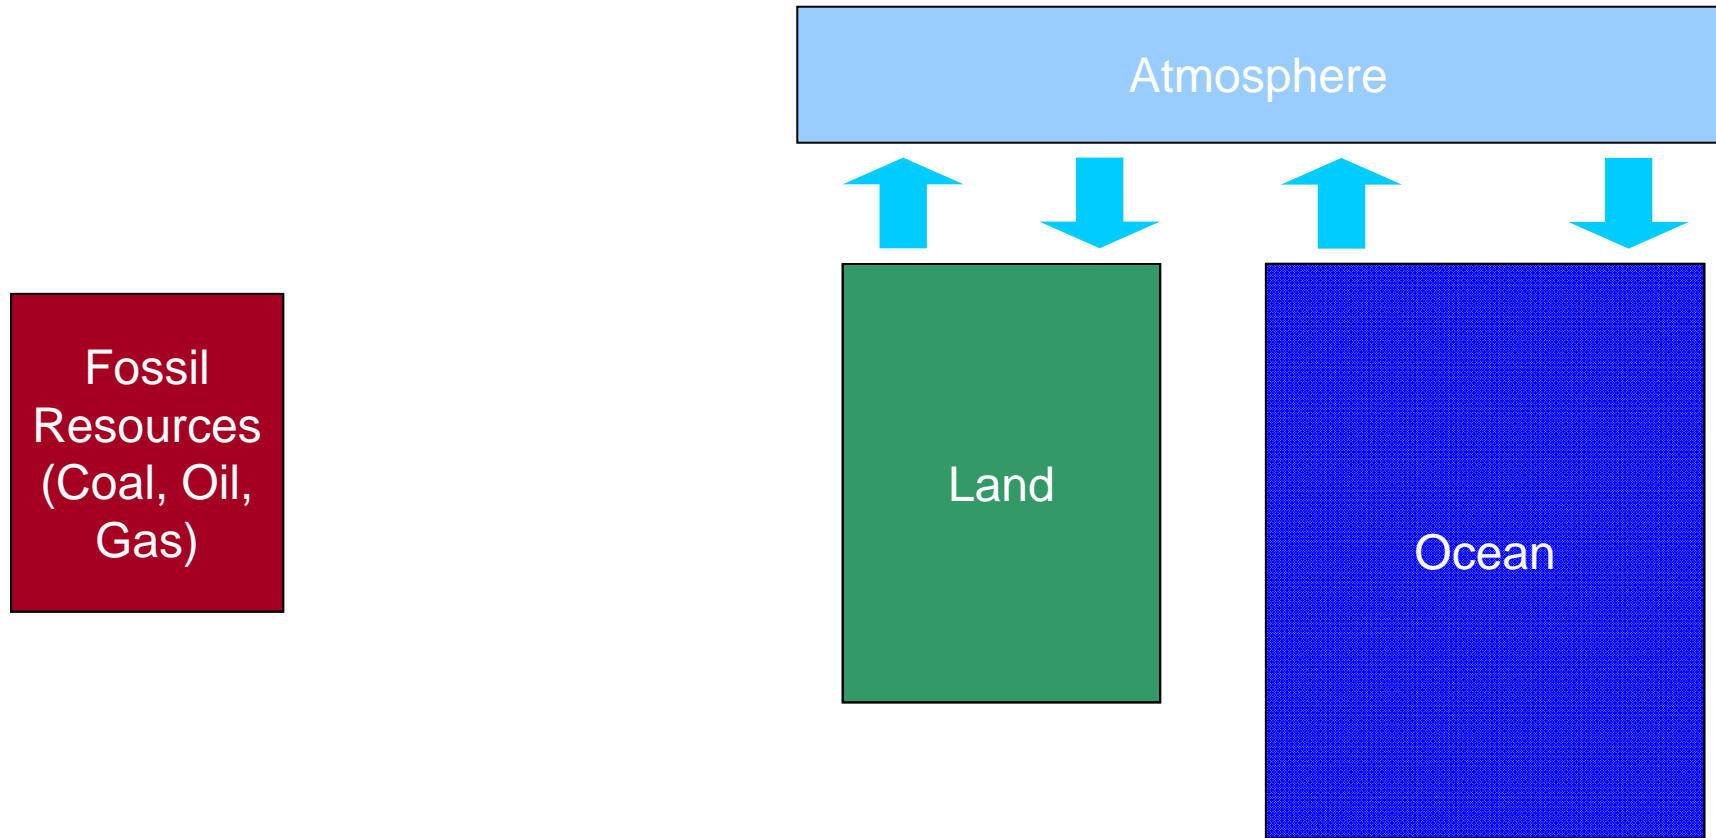 Atmosphere
Fossil
Resources
(Coal, Oil,
Gas)
Land
Ocean